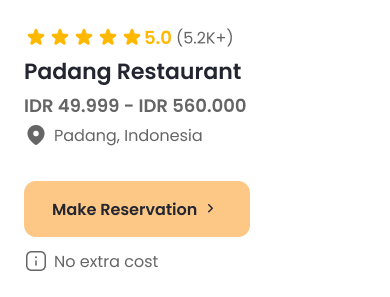 5.0 (5.2K+)
Padang Restaurant
IDR 49.999 - IDR 560.000
Padang, Indonesia
Make Reservation
No extra cost